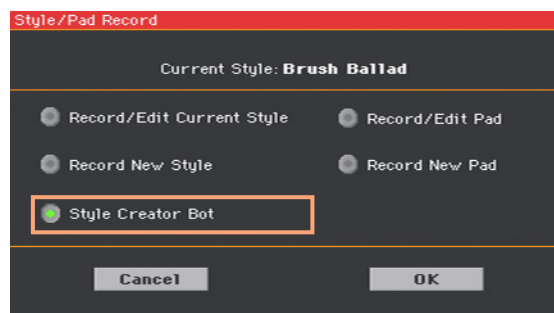 Style/Pad Record
Current Style: Brush Ballad
Record/Edit Current Style
Record/Edit Pad
Record New Style
Record New Pad
Style Creator Bot
Cancel
OK